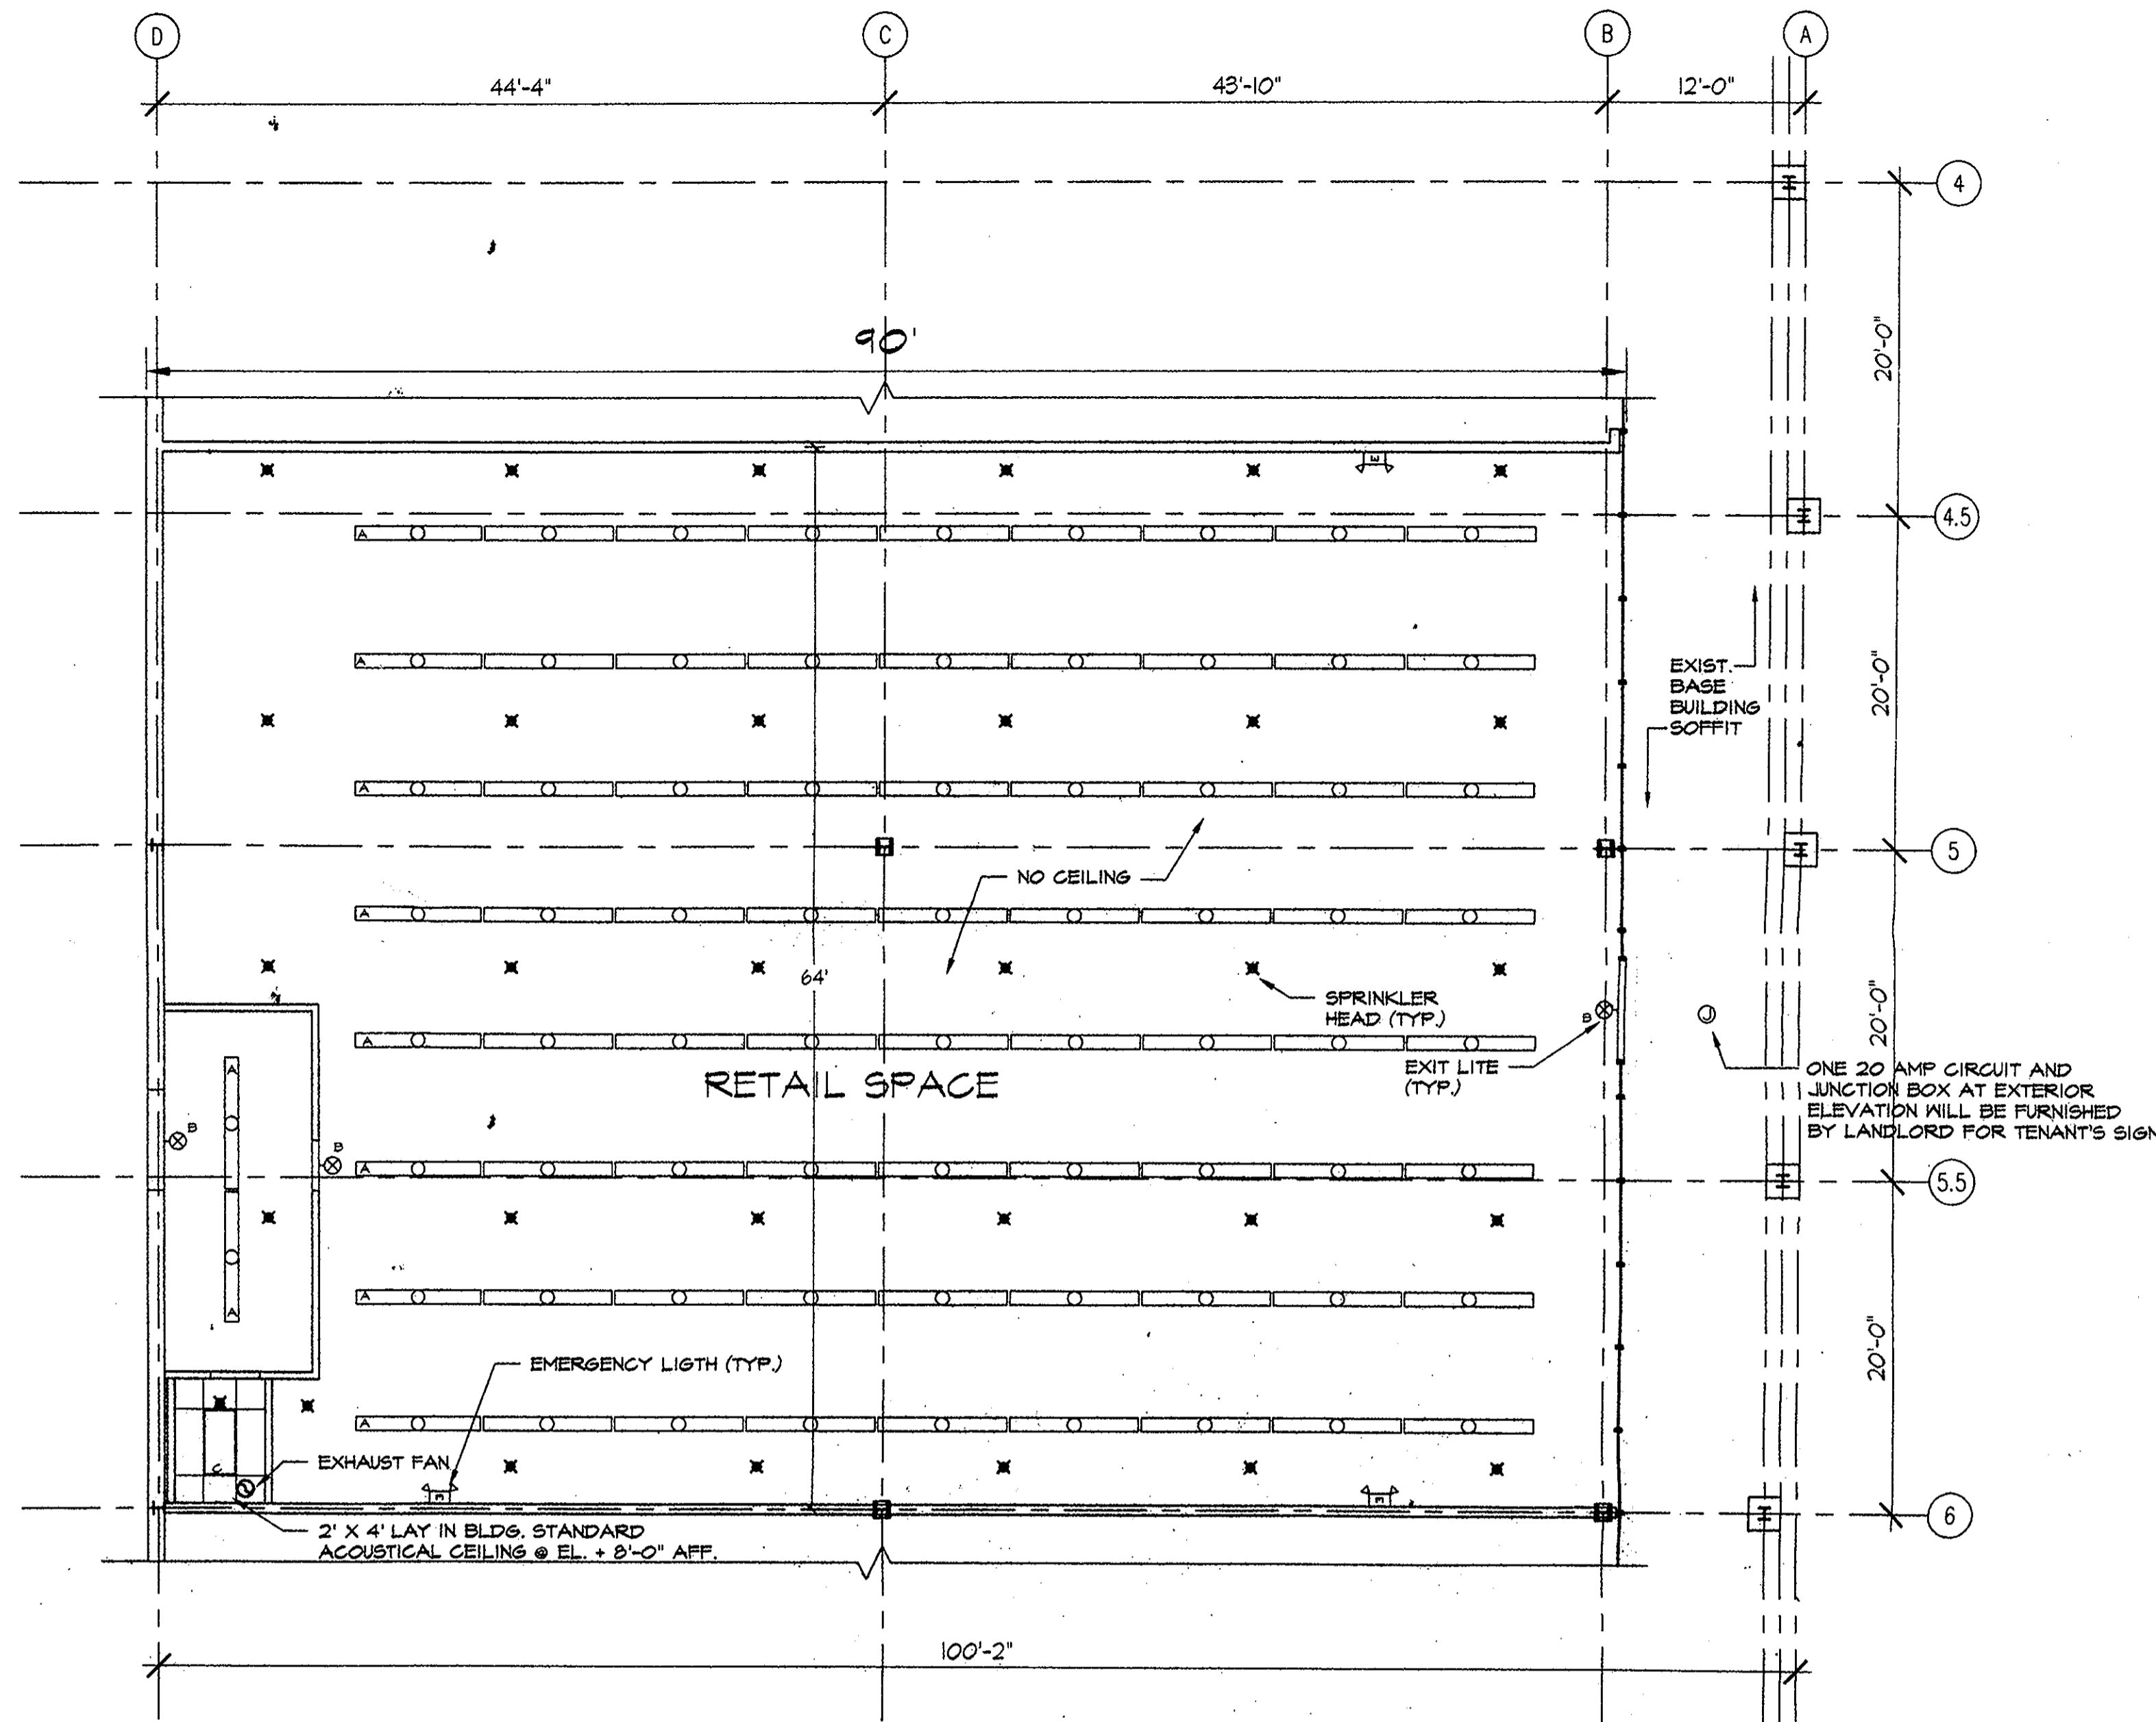 D
C
B
A
44'-4"
43'-10"
12'-0"
4
20'-0"
90'
E
4.5
A
A
EXIST.
BASE
BUILDING
SOFFIT
20'-0"
A
5
NO CEILING
A
64'
SPRINKLER
HEAD (TYP.)
B
J
20'-0"
A
EXIT LITE
(TYP.)
RETAIL SPACE
ONE 20 AMP CIRCUIT AND
JUNCTION BOX AT EXTERIOR
ELEVATION WILL BE FURNISHED
BY LANDLORD FOR TENANT'S SIGN
A
B
B
A
5.5
A
A
20'-0"
EMERGENCY LIGTH (TYP.)
A
EXHAUST FAN
C
E
E
6
2' X 4' LAY IN BLDG. STANDARD
ACOUSTICAL CEILING @ EL. + 8'-0" AFF.
100'-2"